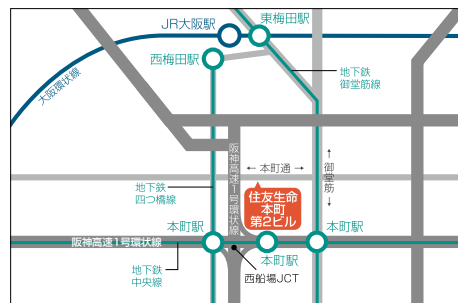 JR大阪駅
東梅田駅
西梅田駅
地下鉄
御堂筋線
大阪環状線
阪神高速1号環状線
← 本町通 →
← 御堂筋 →
地下鉄
四つ橋線
住友生命
本町
第2ビル
本町駅
本町駅
阪神高速1号環状線
本町駅
地下鉄
中央線
西船場JCT